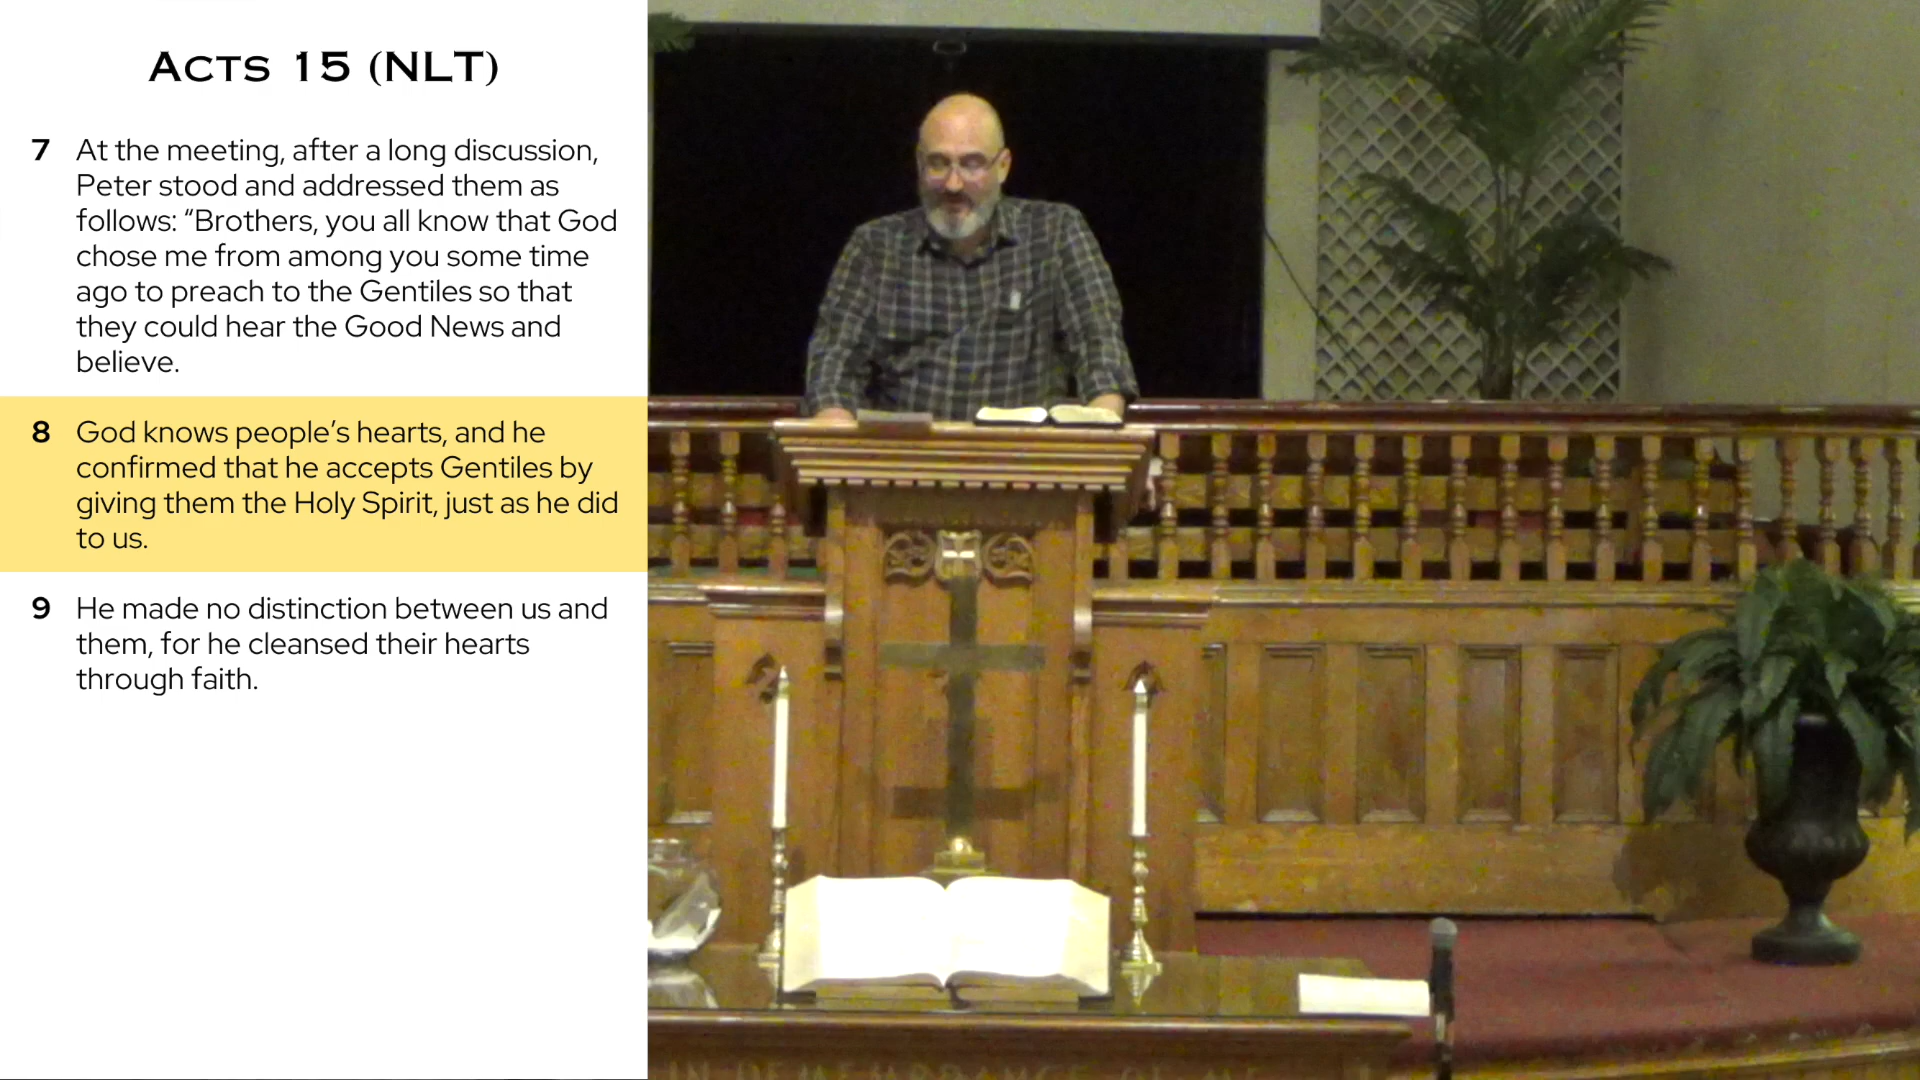 Acts 15 (NLT)
7 At the meeting, after a long discussion,
Peter stood and addressed them as
follows: “Brothers, you all know that God
chose me from among you some time
ago to preach to the Gentiles so that
they could hear the Good News and
believe.
8 God knows people’s hearts, and he
confirmed that he accepts Gentiles by
giving them the Holy Spirit, just as he did
to us.
9 He made no distinction between us and
them, for he cleansed their hearts
through faith.
IN REMEMBRANCE OF ME